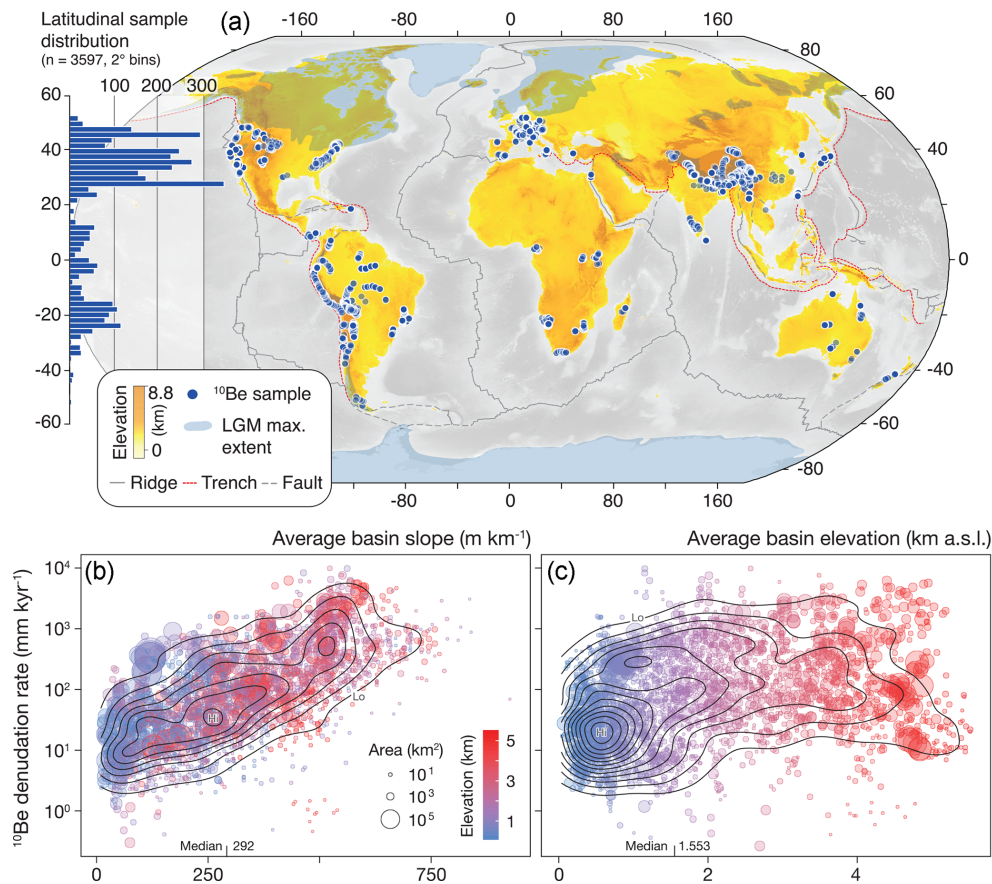 Latitudinal sample
distribution
(n = 3597, 2° bins)
(a)
-160 -80 0 80 160
80
100 200 300
60
60
40
40
20
0
0
-20
-40
-40
-60
-60
-80
8.8
Elevation
(km)
0
¹⁰Be sample
LGM max.
extent
Ridge Trench Fault
-80 0 80 160
Average basin slope (m km⁻¹)
Average basin elevation (km a.s.l.)
¹⁰Be denudation rate (mm kyr⁻¹)
10⁴
10³
10²
10¹
10⁰
(b)
Hi
Lo
Area (km²)
10¹
10³
10⁵
Elevation (km)
5
3
1
Median 292
0 250 750
(c)
Lo
Hi
Median 1.553
0 2 4